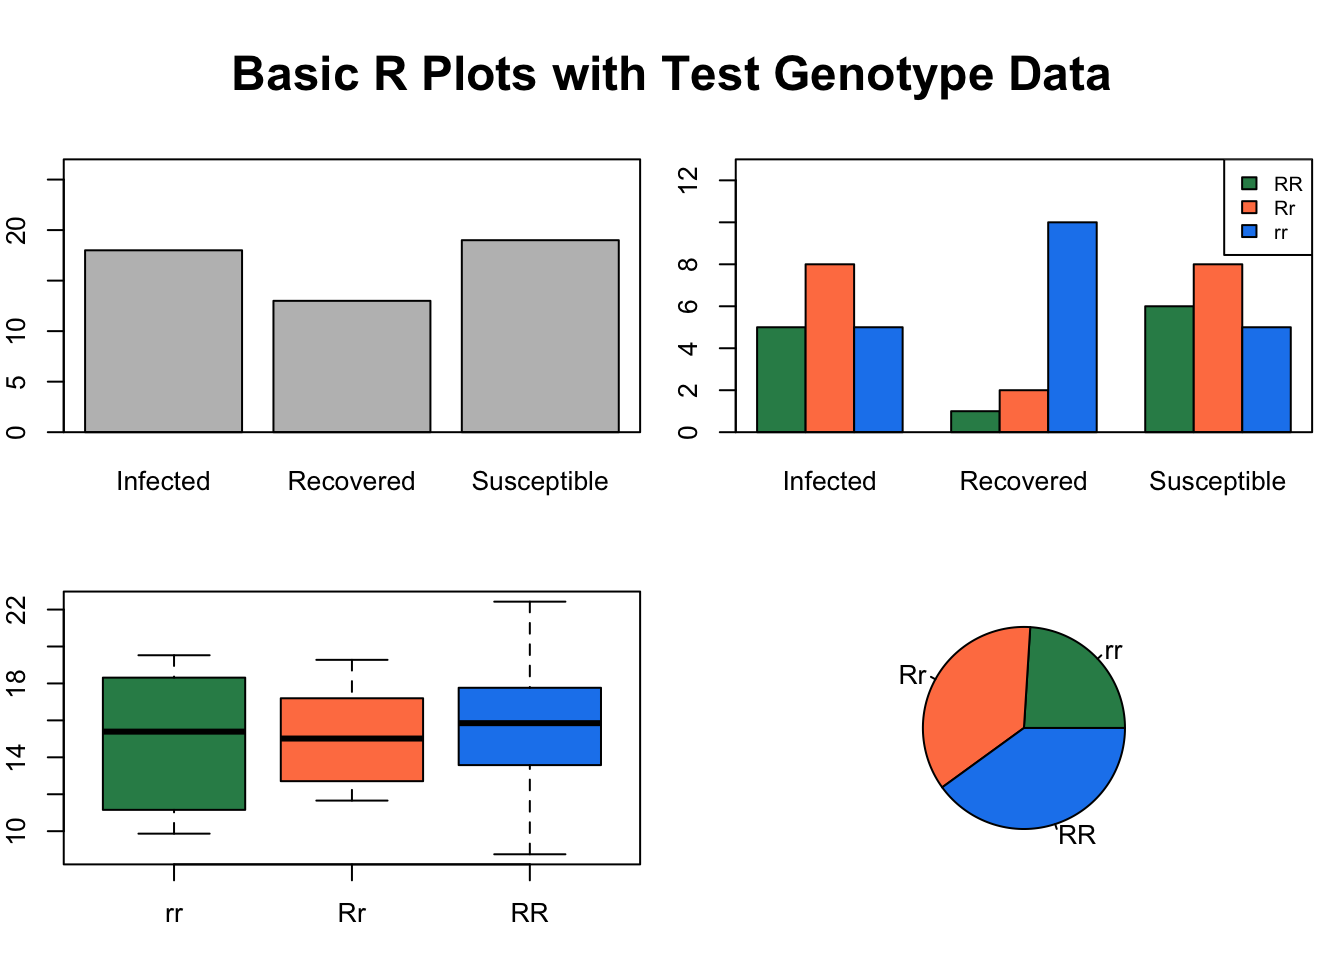 Basic R Plots with Test Genotype Data
20
10
5
0
Infected Recovered Susceptible
12
8
6
4
2
0
RR
Rr
rr
Infected Recovered Susceptible
22
18
14
10
rr Rr RR
rr
Rr
RR